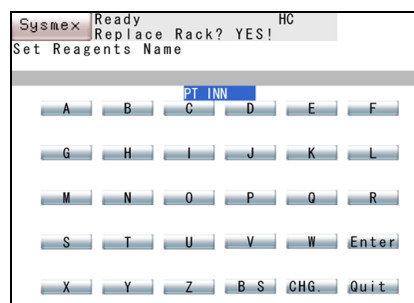 Sysmex Ready HC
Replace Rack? YES!
Set Reagents Name
PT INN
A B C D E F
G H I J K L
M N O P Q R
S T U V W Enter
X Y Z B S CHG. Quit